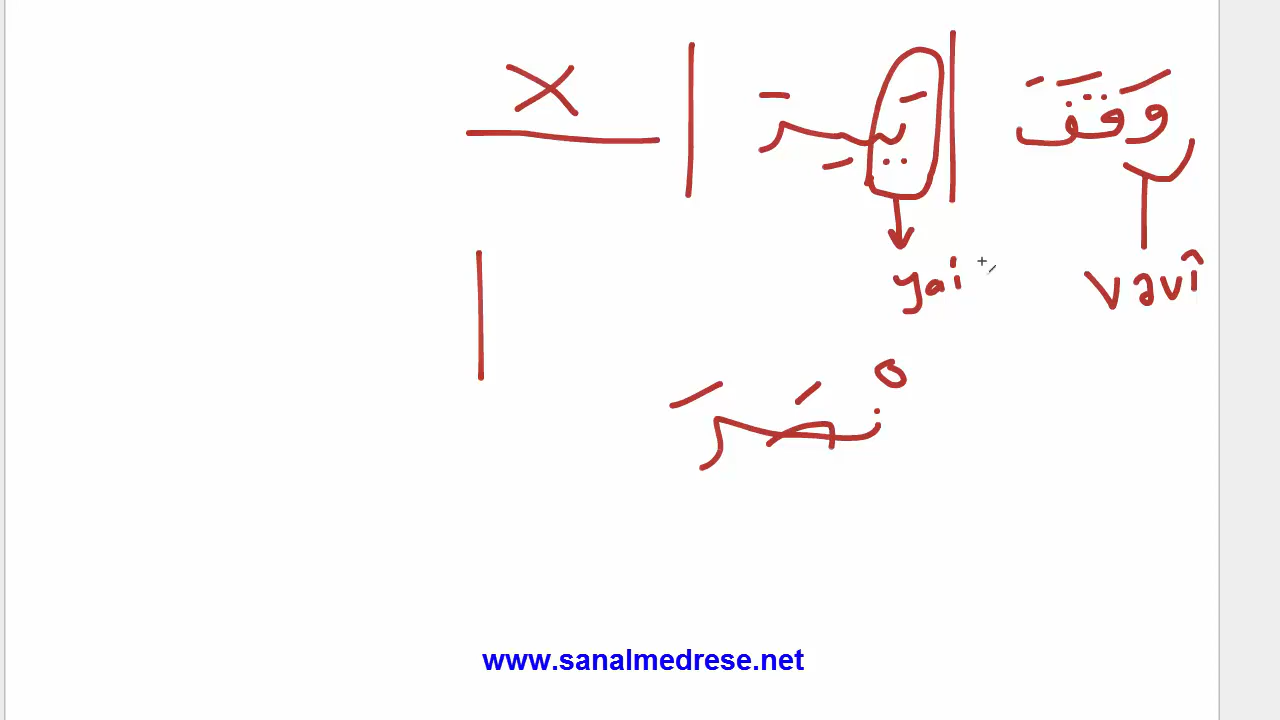 وَقَفَ | يَسِرَ | X
yai vavî
نْصَرَ
www.sanalmedrese.net